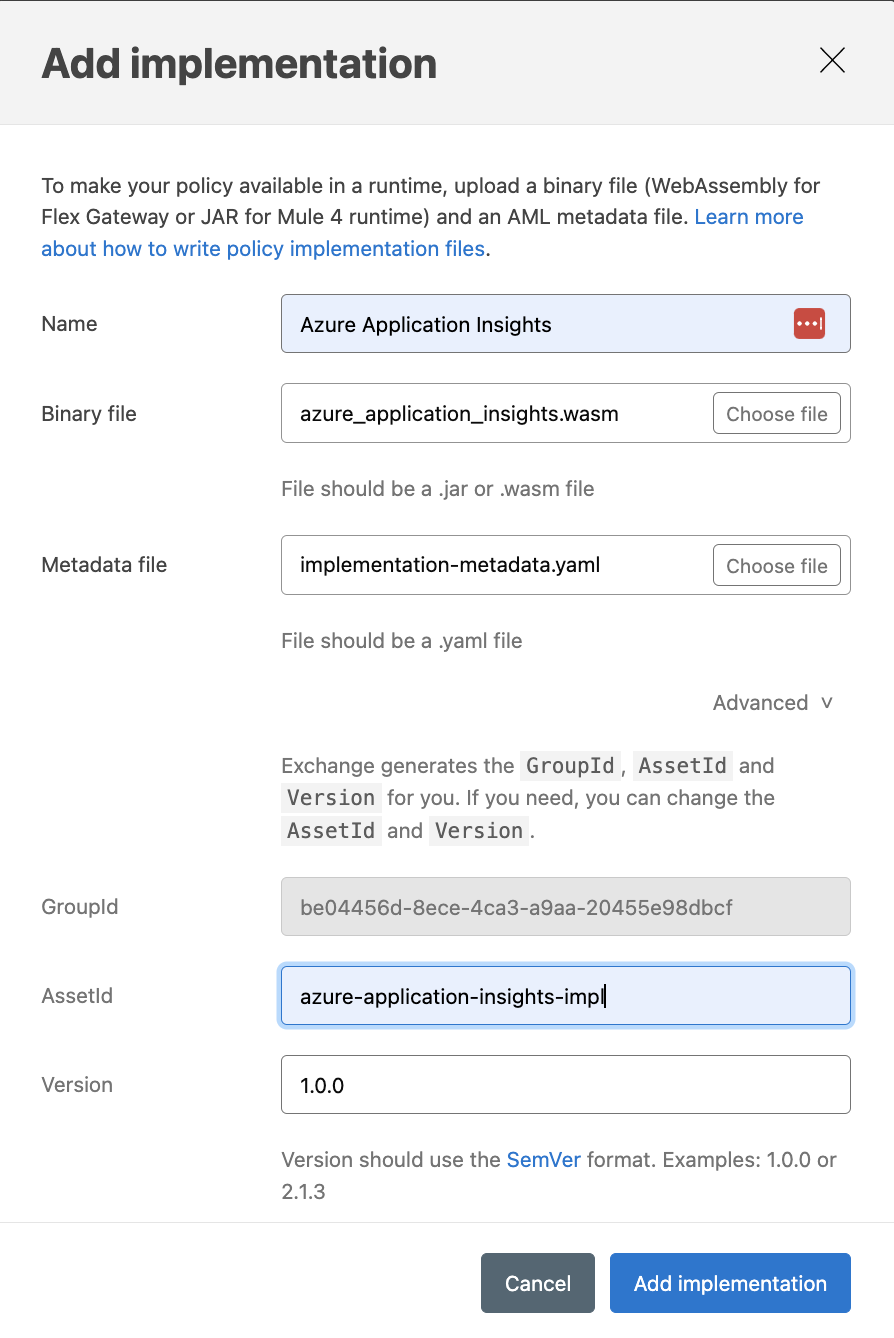 Add implementation
To make your policy available in a runtime, upload a binary file (WebAssembly for
Flex Gateway or JAR for Mule 4 runtime) and an AML metadata file. Learn more
about how to write policy implementation files.
Name
Azure Application Insights
Binary file
azure_application_insights.wasm
Choose file
File should be a .jar or .wasm file
Metadata file
implementation-metadata.yaml
Choose file
File should be a .yaml file
Advanced
Exchange generates the GroupId, AssetId and
Version for you. If you need, you can change the
AssetId and Version.
GroupId
be04456d-8ece-4ca3-a9aa-20455e98dbcf
AssetId
azure-application-insights-impl
Version
1.0.0
Version should use the SemVer format. Examples: 1.0.0 or
2.1.3
Cancel
Add implementation